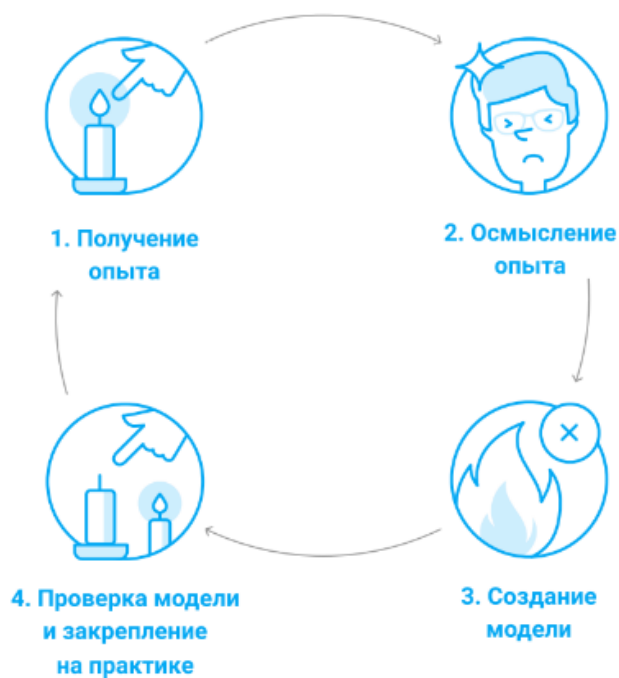 1. Получение
опыта
2. Осмысление
опыта
3. Создание
модели
4. Проверка модели
и закрепление
на практике